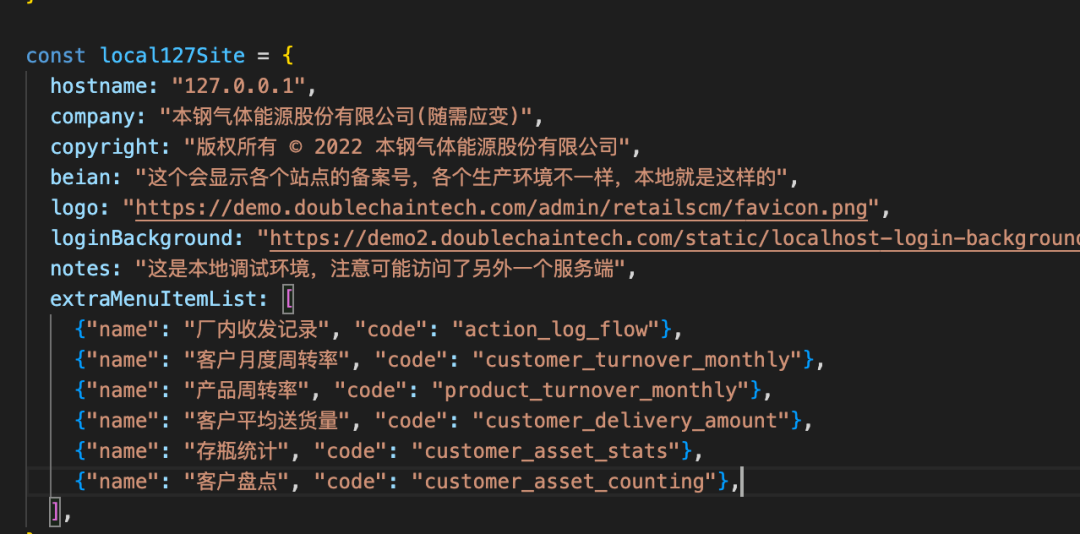 }
const local127Site = {
hostname: "127.0.0.1",
company: "本钢气体能源股份有限公司(随需应变)",
copyright: "版权所有 © 2022 本钢气体能源股份有限公司",
beian: "这个会显示各个站点的备案号，各个生产环境不一样，本地就是这样的",
logo: "https://demo.doublechaintech.com/admin/retailscm/favicon.png",
loginBackground: "https://demo2.doublechaintech.com/static/localhost-login-background
notes: "这是本地调试环境，注意可能访问了另外一个服务端",
extraMenuItemList: [
{"name": "厂内收发记录", "code": "action_log_flow"},
{"name": "客户月度周转率", "code": "customer_turnover_monthly"},
{"name": "产品周转率", "code": "product_turnover_monthly"},
{"name": "客户平均送货量", "code": "customer_delivery_amount"},
{"name": "存瓶统计", "code": "customer_asset_stats"},
{"name": "客户盘点", "code": "customer_asset_counting"},
],
}